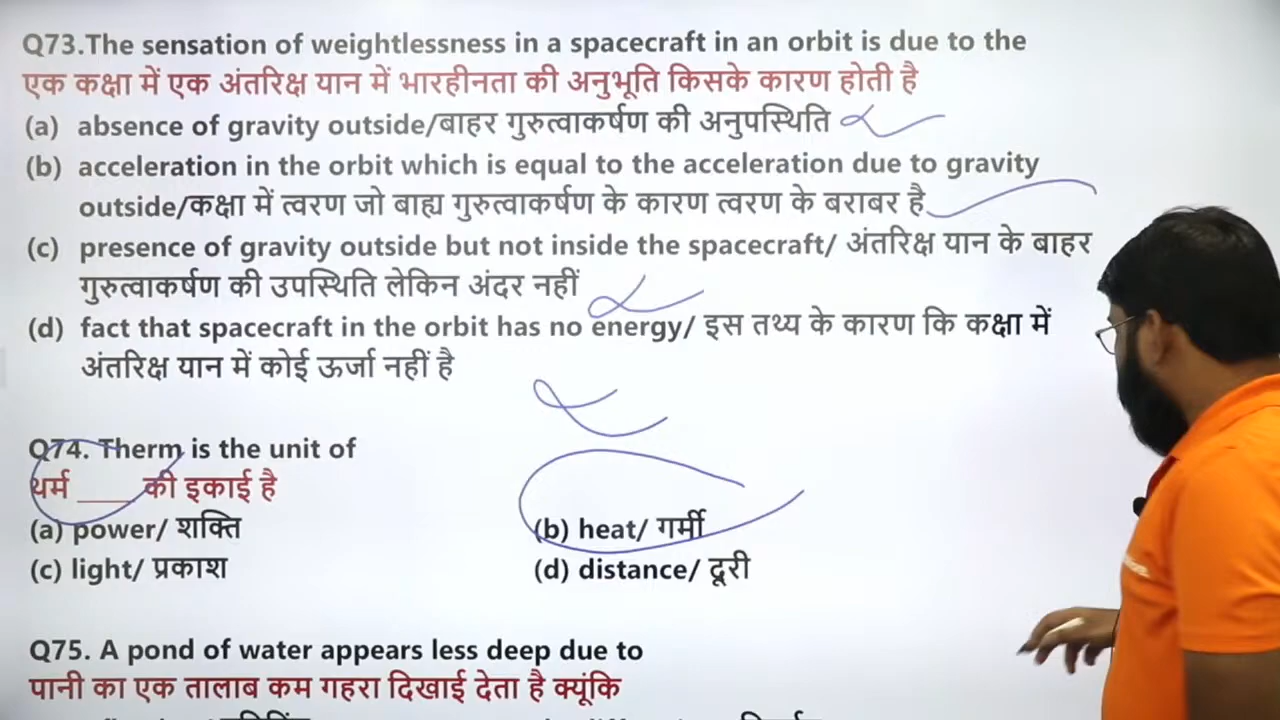 Q73.The sensation of weightlessness in a spacecraft in an orbit is due to the
एक कक्षा में एक अंतरिक्ष यान में भारहीनता की अनुभूति किसके कारण होती है
(a) absence of gravity outside/बाहर गुरुत्वाकर्षण की अनुपस्थिति
(b) acceleration in the orbit which is equal to the acceleration due to gravity
outside/कक्षा में त्वरण जो बाह्य गुरुत्वाकर्षण के कारण त्वरण के बराबर है
(c) presence of gravity outside but not inside the spacecraft/ अंतरिक्ष यान के बाहर
गुरुत्वाकर्षण की उपस्थिति लेकिन अंदर नहीं
(d) fact that spacecraft in the orbit has no energy/ इस तथ्य के कारण कि कक्षा में
अंतरिक्ष यान में कोई ऊर्जा नहीं है
Q74. Therm is the unit of
थर्म ____ की इकाई है
(a) power/ शक्ति (b) heat/ गर्मी
(c) light/ प्रकाश (d) distance/ दूरी
Q75. A pond of water appears less deep due to
पानी का एक तालाब कम गहरा दिखाई देता है क्यूंकि